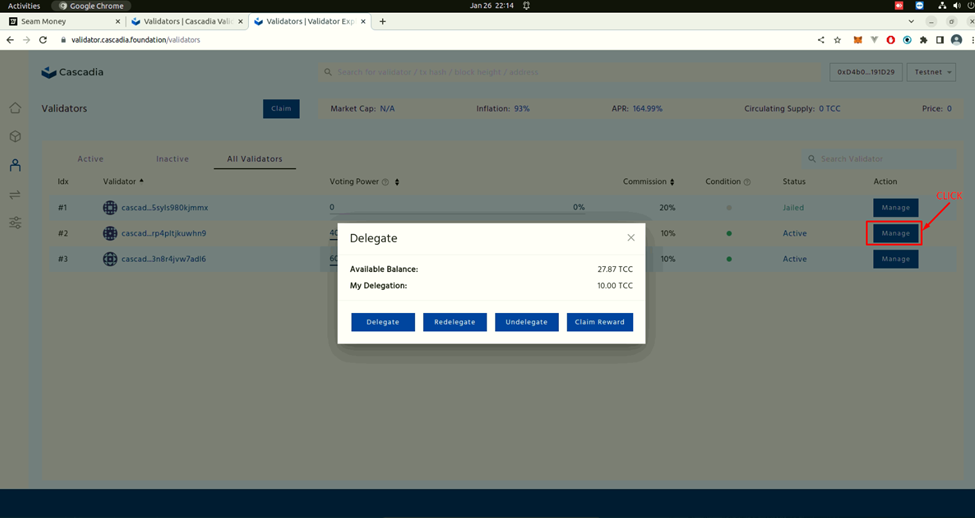 Activities Google Chrome Jan 26 22:14
Seam Money Validators | Cascadia Vali Validators | Validator Exp
validator.cascadia.foundation/validators
Cascadia Search for validator / tx hash / block height / address 0xD4b0...191D29 Testnet
Validators Claim Market Cap: N/A Inflation: 93% APR: 164.99% Circulating Supply: 0 TCC Price: 0
Active Inactive All Validators Search Validator
Idx Validator Voting Power Commission Condition Status Action
CLICK
#1 cascad...5syls980kjmmx 0 0% 20% Jailed Manage
#2 cascad...rp4pltjkuwhn9 40 10% Active Manage
#3 cascad...3n8r4jvw7adl6 60 10% Active Manage
Delegate
Available Balance: 27.87 TCC
My Delegation: 10.00 TCC
Delegate Redelegate Undelegate Claim Reward